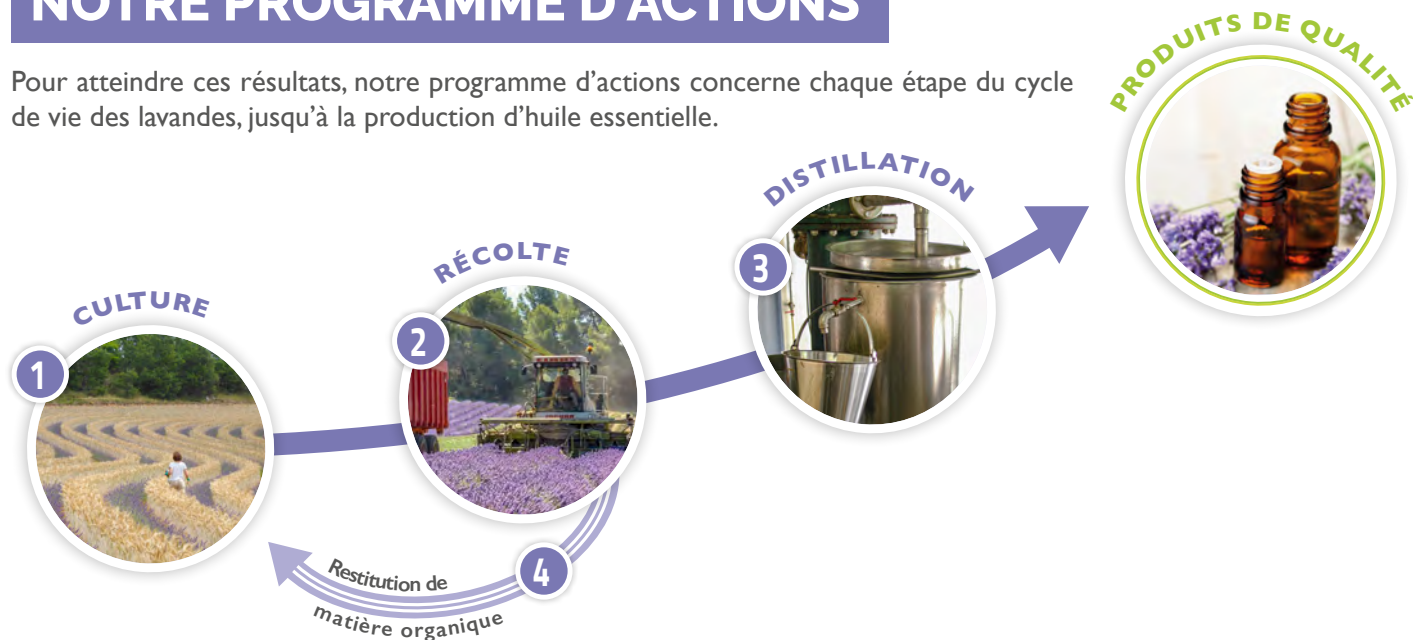 NOTRE PROGRAMME D'ACTIONS
Pour atteindre ces résultats, notre programme d'actions concerne chaque étape du cycle
de vie des lavandes, jusqu'à la production d'huile essentielle.
PRODUITS DE QUALITÉ
DISTILLATION
3
RÉCOLTE
2
CULTURE
1
4
Restitution de
matière organique